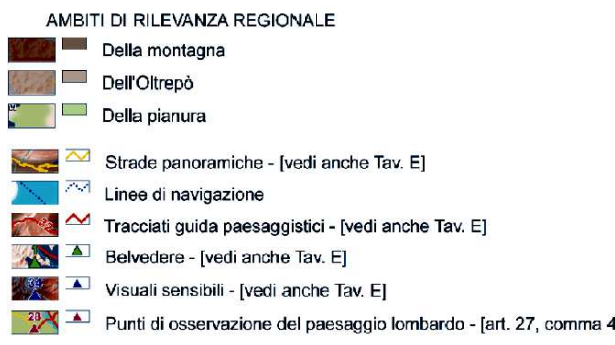 AMBITI DI RILEVANZA REGIONALE
Della montagna
Dell'Oltrepò
Della pianura
Strade panoramiche - [vedi anche Tav. E]
Linee di navigazione
Tracciati guida paesaggistici - [vedi anche Tav. E]
Belvedere - [vedi anche Tav. E]
Visuali sensibili - [vedi anche Tav. E]
Punti di osservazione del paesaggio lombardo - [art. 27, comma 4